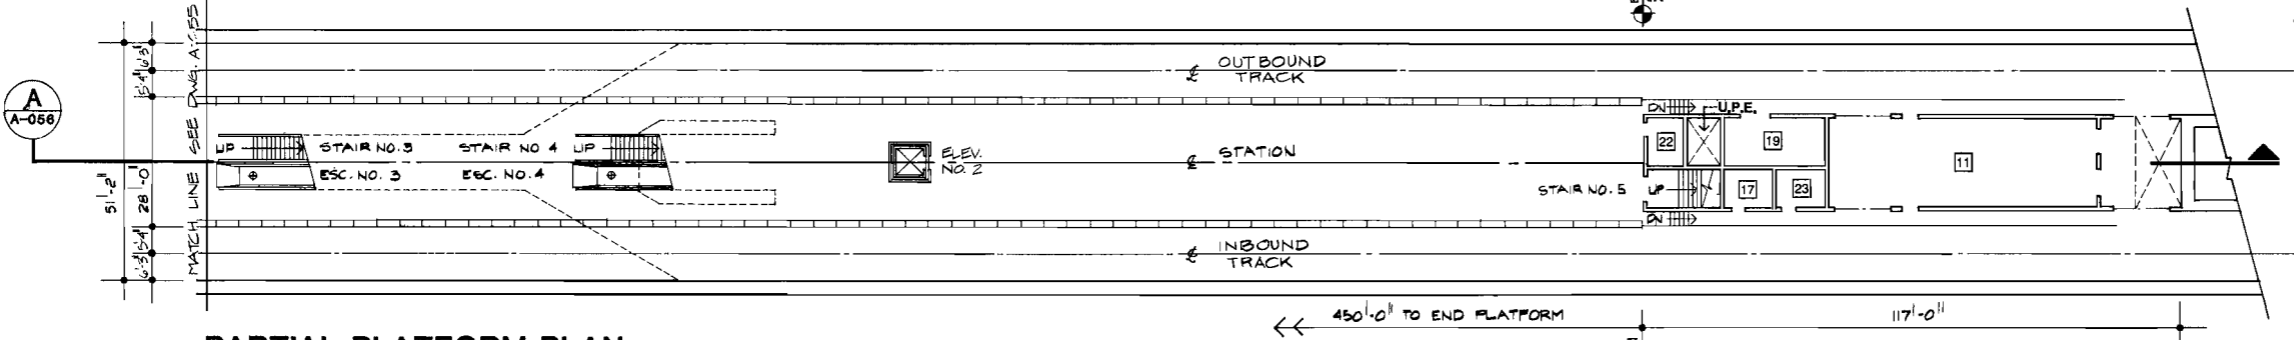 OUTBOUND
TRACK
6'-3"
5'-4"
A
A-056
MATCH LINE SEE DWG. A-055
DN
U.P.E.
UP
STAIR NO. 3
STAIR NO 4
UP
ELEV.
NO. 2
STATION
22
19
11
ESC. NO. 3
ESC. NO. 4
STAIR NO. 5
UP
17
23
51'-2"
28'-0"
DN
5'-4"
6'-3"
INBOUND
TRACK
450'-0" TO END PLATFORM
117'-0"
PARTIAL PLATFORM PLAN